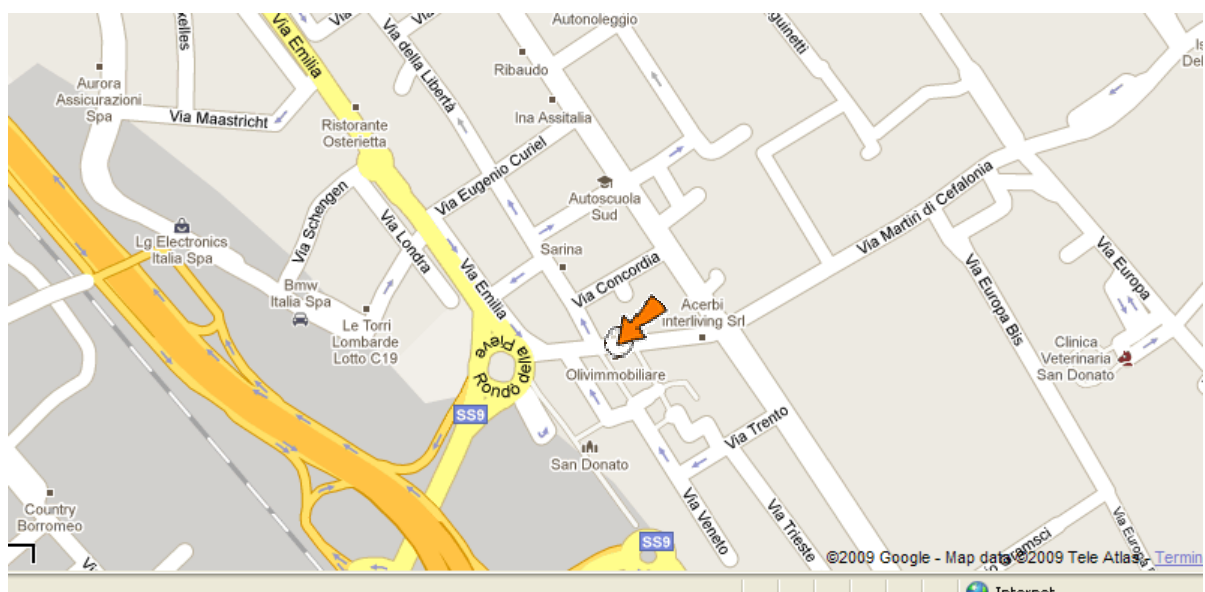 Autonoleggio
Via Emilia
Via della Libertà
Ribaudo
Aurora
Assicurazioni
Spa
Via Maastricht
Ristorante
Osterietta
Ina Assitalia
Via Eugenio Curiel
Autoscuola
Sud
Via Martiri di Cefalonia
Via Schengen
Via Londra
Lg Electronics
Italia Spa
Sarina
Via Concordia
Via Emilia
Via Europa
Via Europa Bis
Bmw
Italia Spa
Le Torri
Lombarde
Lotto C19
Acerbi
interliving Srl
Rondò della Pieve
Olivimmobiliare
Clinica
Veterinaria
San Donato
SS9
Via Trento
San Donato
Via Veneto
Via Trieste
Country
Borromeo
SS9
©2009 Google - Map data ©2009 Tele Atlas - Termin
Internet